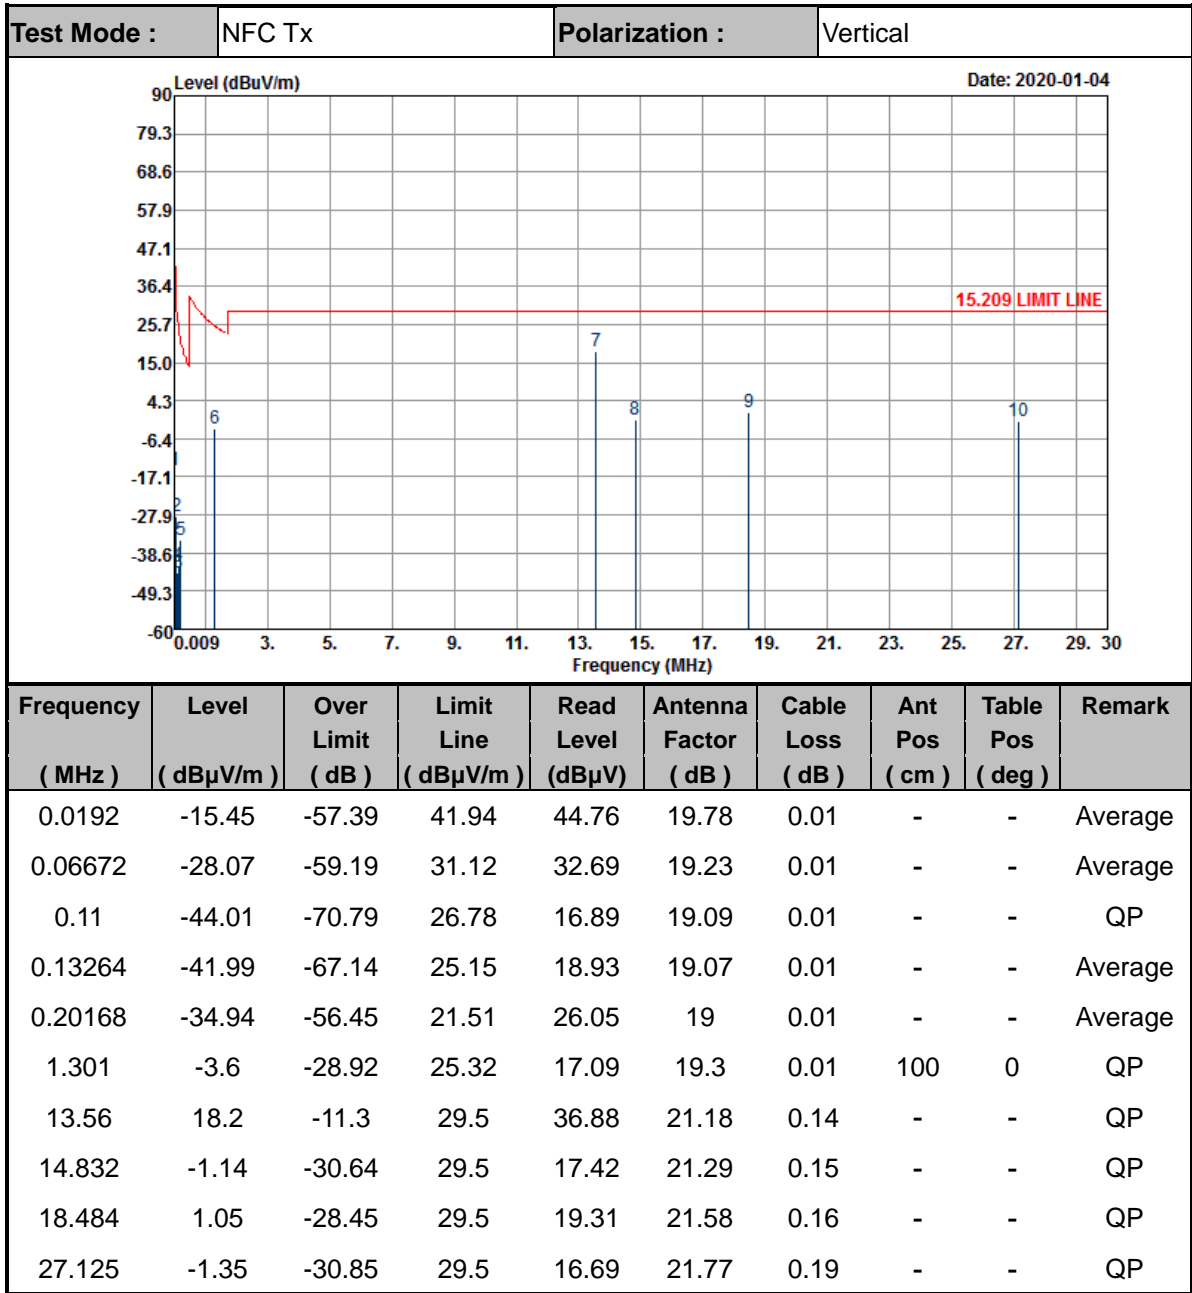 Test Mode : NFC Tx Polarization : Vertical
Level (dBuV/m) Date: 2020-01-04
90
79.3
68.6
57.9
47.1
36.4
25.7
15.0
4.3
-6.4
-17.1
-27.9
-38.6
-49.3
-60
15.209 LIMIT LINE
1
2
5
6
7
8
9
10
0.009 3. 5. 7. 9. 11. 13. 15. 17. 19. 21. 23. 25. 27. 29. 30
Frequency (MHz)
Frequency Level Over Limit Read Antenna Cable Ant Table Remark
Limit Line Level Factor Loss Pos Pos
( MHz ) ( dBµV/m ) ( dB ) ( dBµV/m ) (dBµV) ( dB ) ( dB ) ( cm ) ( deg )
0.0192 -15.45 -57.39 41.94 44.76 19.78 0.01 - - Average
0.06672 -28.07 -59.19 31.12 32.69 19.23 0.01 - - Average
0.11 -44.01 -70.79 26.78 16.89 19.09 0.01 - - QP
0.13264 -41.99 -67.14 25.15 18.93 19.07 0.01 - - Average
0.20168 -34.94 -56.45 21.51 26.05 19 0.01 - - Average
1.301 -3.6 -28.92 25.32 17.09 19.3 0.01 100 0 QP
13.56 18.2 -11.3 29.5 36.88 21.18 0.14 - - QP
14.832 -1.14 -30.64 29.5 17.42 21.29 0.15 - - QP
18.484 1.05 -28.45 29.5 19.31 21.58 0.16 - - QP
27.125 -1.35 -30.85 29.5 16.69 21.77 0.19 - - QP